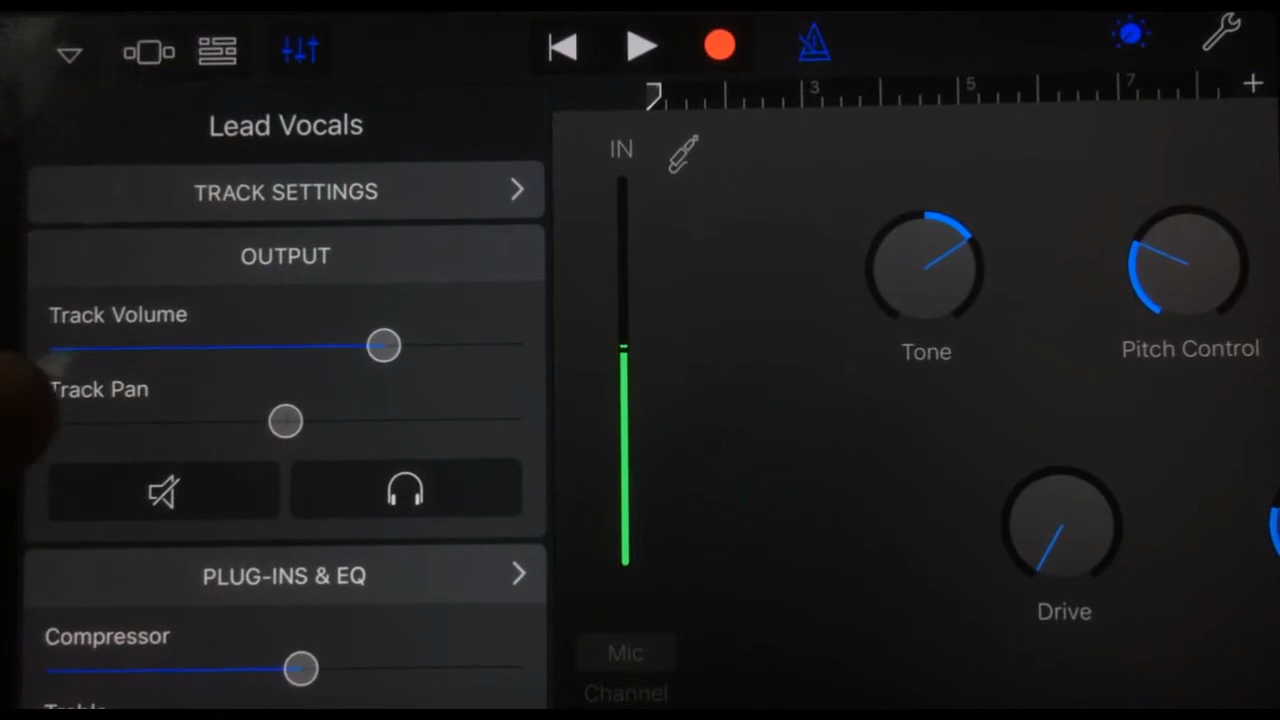 3
5
7
Lead Vocals
IN
TRACK SETTINGS
OUTPUT
Track Volume
Tone
Pitch Control
Track Pan
PLUG-INS & EQ
Drive
Compressor
Mic
Channel